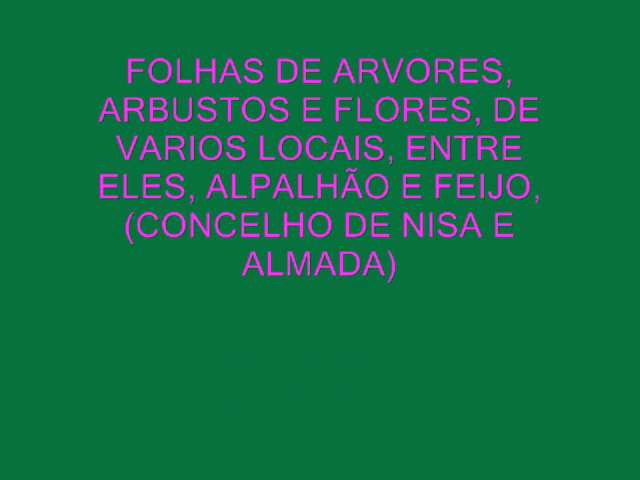 FOLHAS DE ARVORES,
ARBUSTOS E FLORES, DE
VARIOS LOCAIS, ENTRE
ELES, ALPALHÃO E FEIJO,
(CONCELHO DE NISA E
ALMADA)